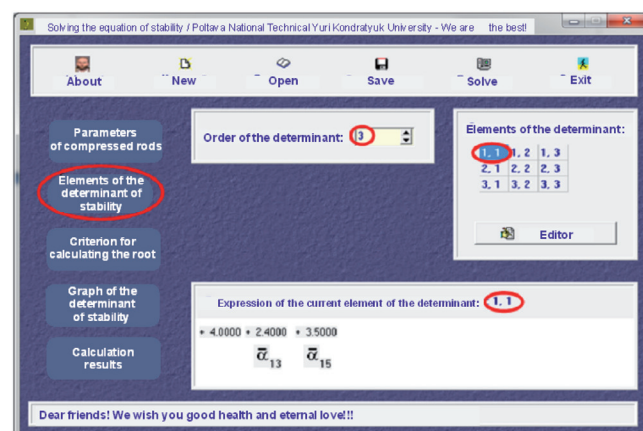 Solving the equation of stability / Poltava National Technical Yuri Kondratyuk University - We are the best!
About New Open Save Solve Exit
Parameters
of compressed rods
Elements of the
determinant of
stability
Criterion for
calculating the root
Graph of the
determinant
of stability
Calculation
results
Order of the determinant: 3
Elements of the determinant:
1, 1 1, 2 1, 3
2, 1 2, 2 2, 3
3, 1 3, 2 3, 3
Editor
Expression of the current element of the determinant: 1, 1
+ 4.0000 + 2.4000 + 3.5000
ᾱ13 ᾱ15
Dear friends! We wish you good health and eternal love!!!